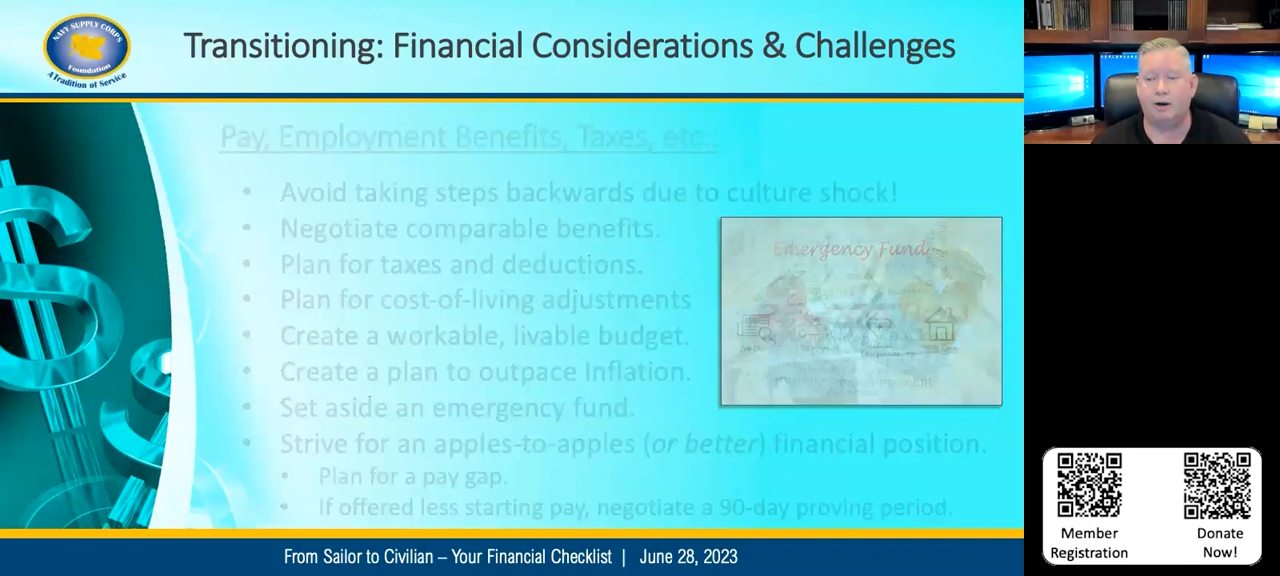 NAVY SUPPLY CORPS
Foundation
A Tradition of Service
Transitioning: Financial Considerations & Challenges
Pay, Employment Benefits, Taxes, etc.:
• Avoid taking steps backwards due to culture shock!
• Negotiate comparable benefits.
• Plan for taxes and deductions.
• Plan for cost-of-living adjustments
• Create a workable, livable budget.
• Create a plan to outpace Inflation.
• Set aside an emergency fund.
• Strive for an apples-to-apples (or better) financial position.
• Plan for a pay gap.
• If offered less starting pay, negotiate a 90-day proving period.
Emergency Fund
From Sailor to Civilian – Your Financial Checklist | June 28, 2023
Member
Registration
Donate
Now!